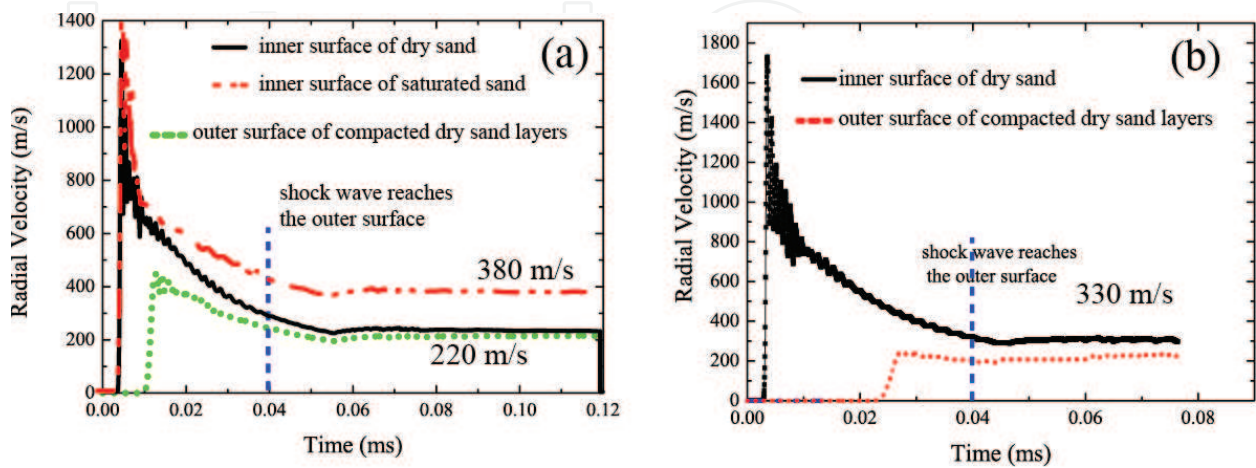 (a)
inner surface of dry sand
inner surface of saturated sand
outer surface of compacted dry sand layers
shock wave reaches
the outer surface
380 m/s
220 m/s
Radial Velocity (m/s)
1400
1200
1000
800
600
400
200
0
0.00 0.02 0.04 0.06 0.08 0.10 0.12
Time (ms)
(b)
inner surface of dry sand
outer surface of compacted dry sand layers
shock wave reaches
the outer surface
330 m/s
Radial Velocity (m/s)
1800
1600
1400
1200
1000
800
600
400
200
0
0.00 0.02 0.04 0.06 0.08
Time (ms)